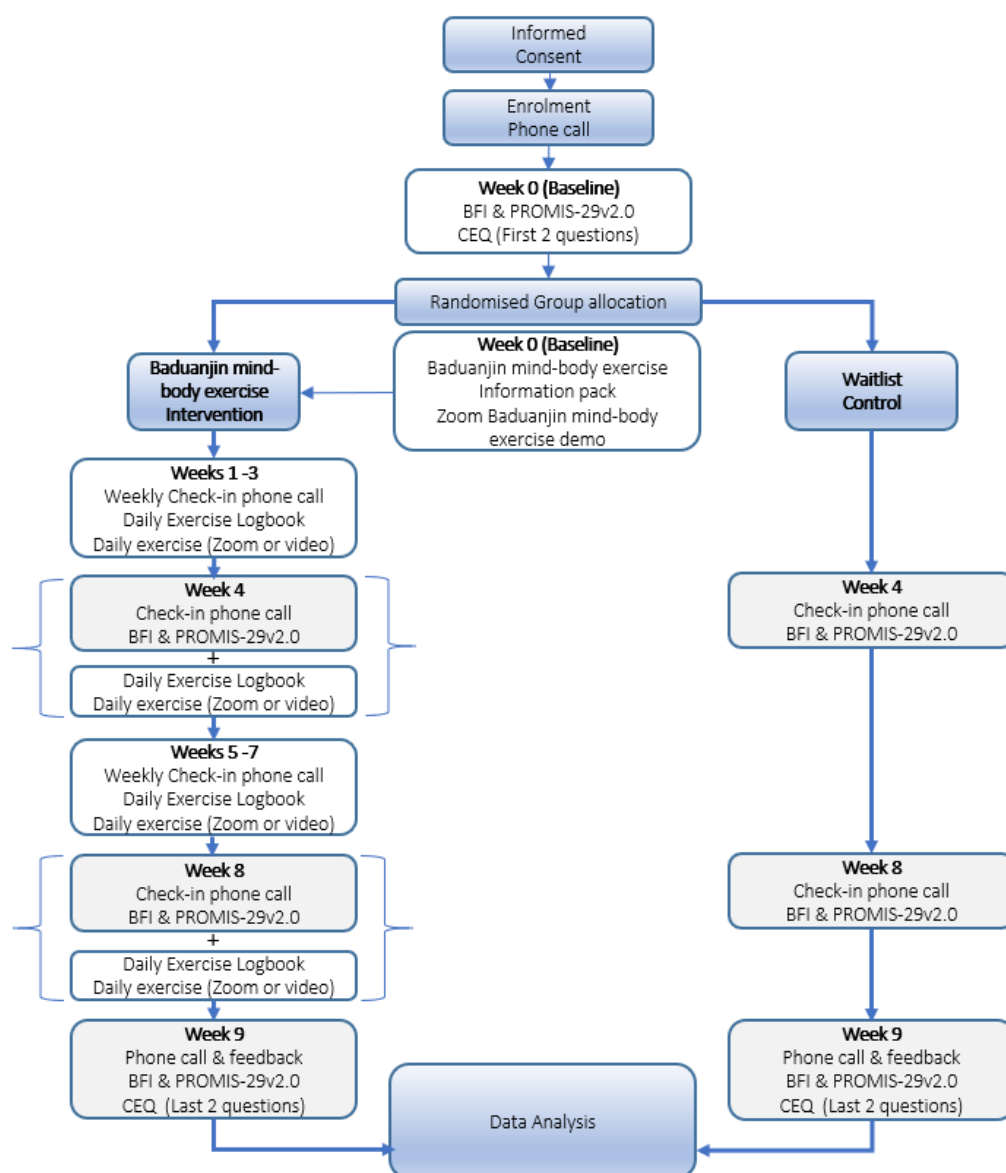 Informed
Consent
Enrolment
Phone call
Week 0 (Baseline)
BFI & PROMIS-29v2.0
CEQ (First 2 questions)
Randomised Group allocation
Baduanjin mind-
body exercise
Intervention
Week 0 (Baseline)
Baduanjin mind-body exercise
Information pack
Zoom Baduanjin mind-body
exercise demo
Waitlist
Control
Weeks 1 -3
Weekly Check-in phone call
Daily Exercise Logbook
Daily exercise (Zoom or video)
Week 4
Check-in phone call
BFI & PROMIS-29v2.0
+
Daily Exercise Logbook
Daily exercise (Zoom or video)
Week 4
Check-in phone call
BFI & PROMIS-29v2.0
Weeks 5 -7
Weekly Check-in phone call
Daily Exercise Logbook
Daily exercise (Zoom or video)
Week 8
Check-in phone call
BFI & PROMIS-29v2.0
+
Daily Exercise Logbook
Daily exercise (Zoom or video)
Week 8
Check-in phone call
BFI & PROMIS-29v2.0
Week 9
Phone call & feedback
BFI & PROMIS-29v2.0
CEQ (Last 2 questions)
Week 9
Phone call & feedback
BFI & PROMIS-29v2.0
CEQ (Last 2 questions)
Data Analysis